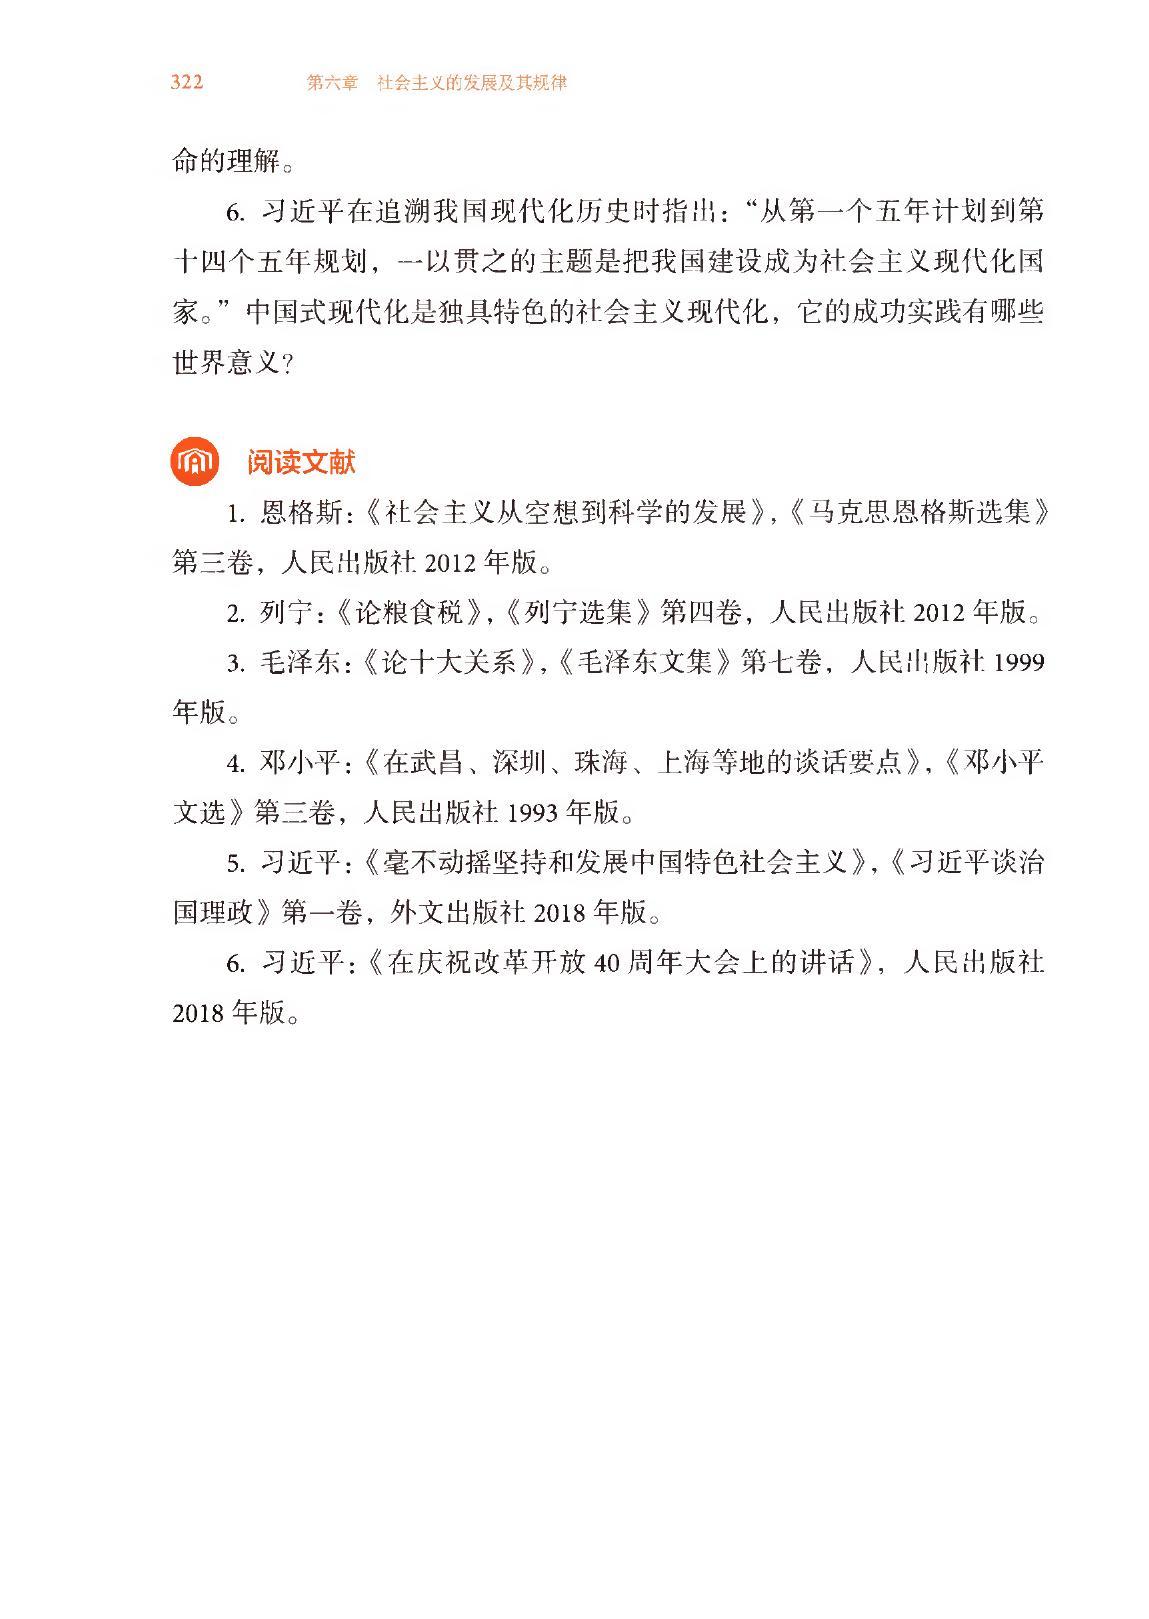 322 第六章 社会主义的发展及其规律
命的理解。
6. 习近平在追溯我国现代化历史时指出：“从第一个五年计划到第
十四个五年规划，一以贯之的主题是把我国建设成为社会主义现代化国
家。”中国式现代化是独具特色的社会主义现代化，它的成功实践有哪些
世界意义？
阅读文献
1. 恩格斯：《社会主义从空想到科学的发展》，《马克思恩格斯选集》
第三卷，人民出版社 2012 年版。
2. 列宁：《论粮食税》，《列宁选集》第四卷，人民出版社 2012 年版。
3. 毛泽东：《论十大关系》，《毛泽东文集》第七卷，人民出版社 1999
年版。
4. 邓小平：《在武昌、深圳、珠海、上海等地的谈话要点》，《邓小平
文选》第三卷，人民出版社 1993 年版。
5. 习近平：《毫不动摇坚持和发展中国特色社会主义》，《习近平谈治
国理政》第一卷，外文出版社 2018 年版。
6. 习近平：《在庆祝改革开放 40 周年大会上的讲话》，人民出版社
2018 年版。